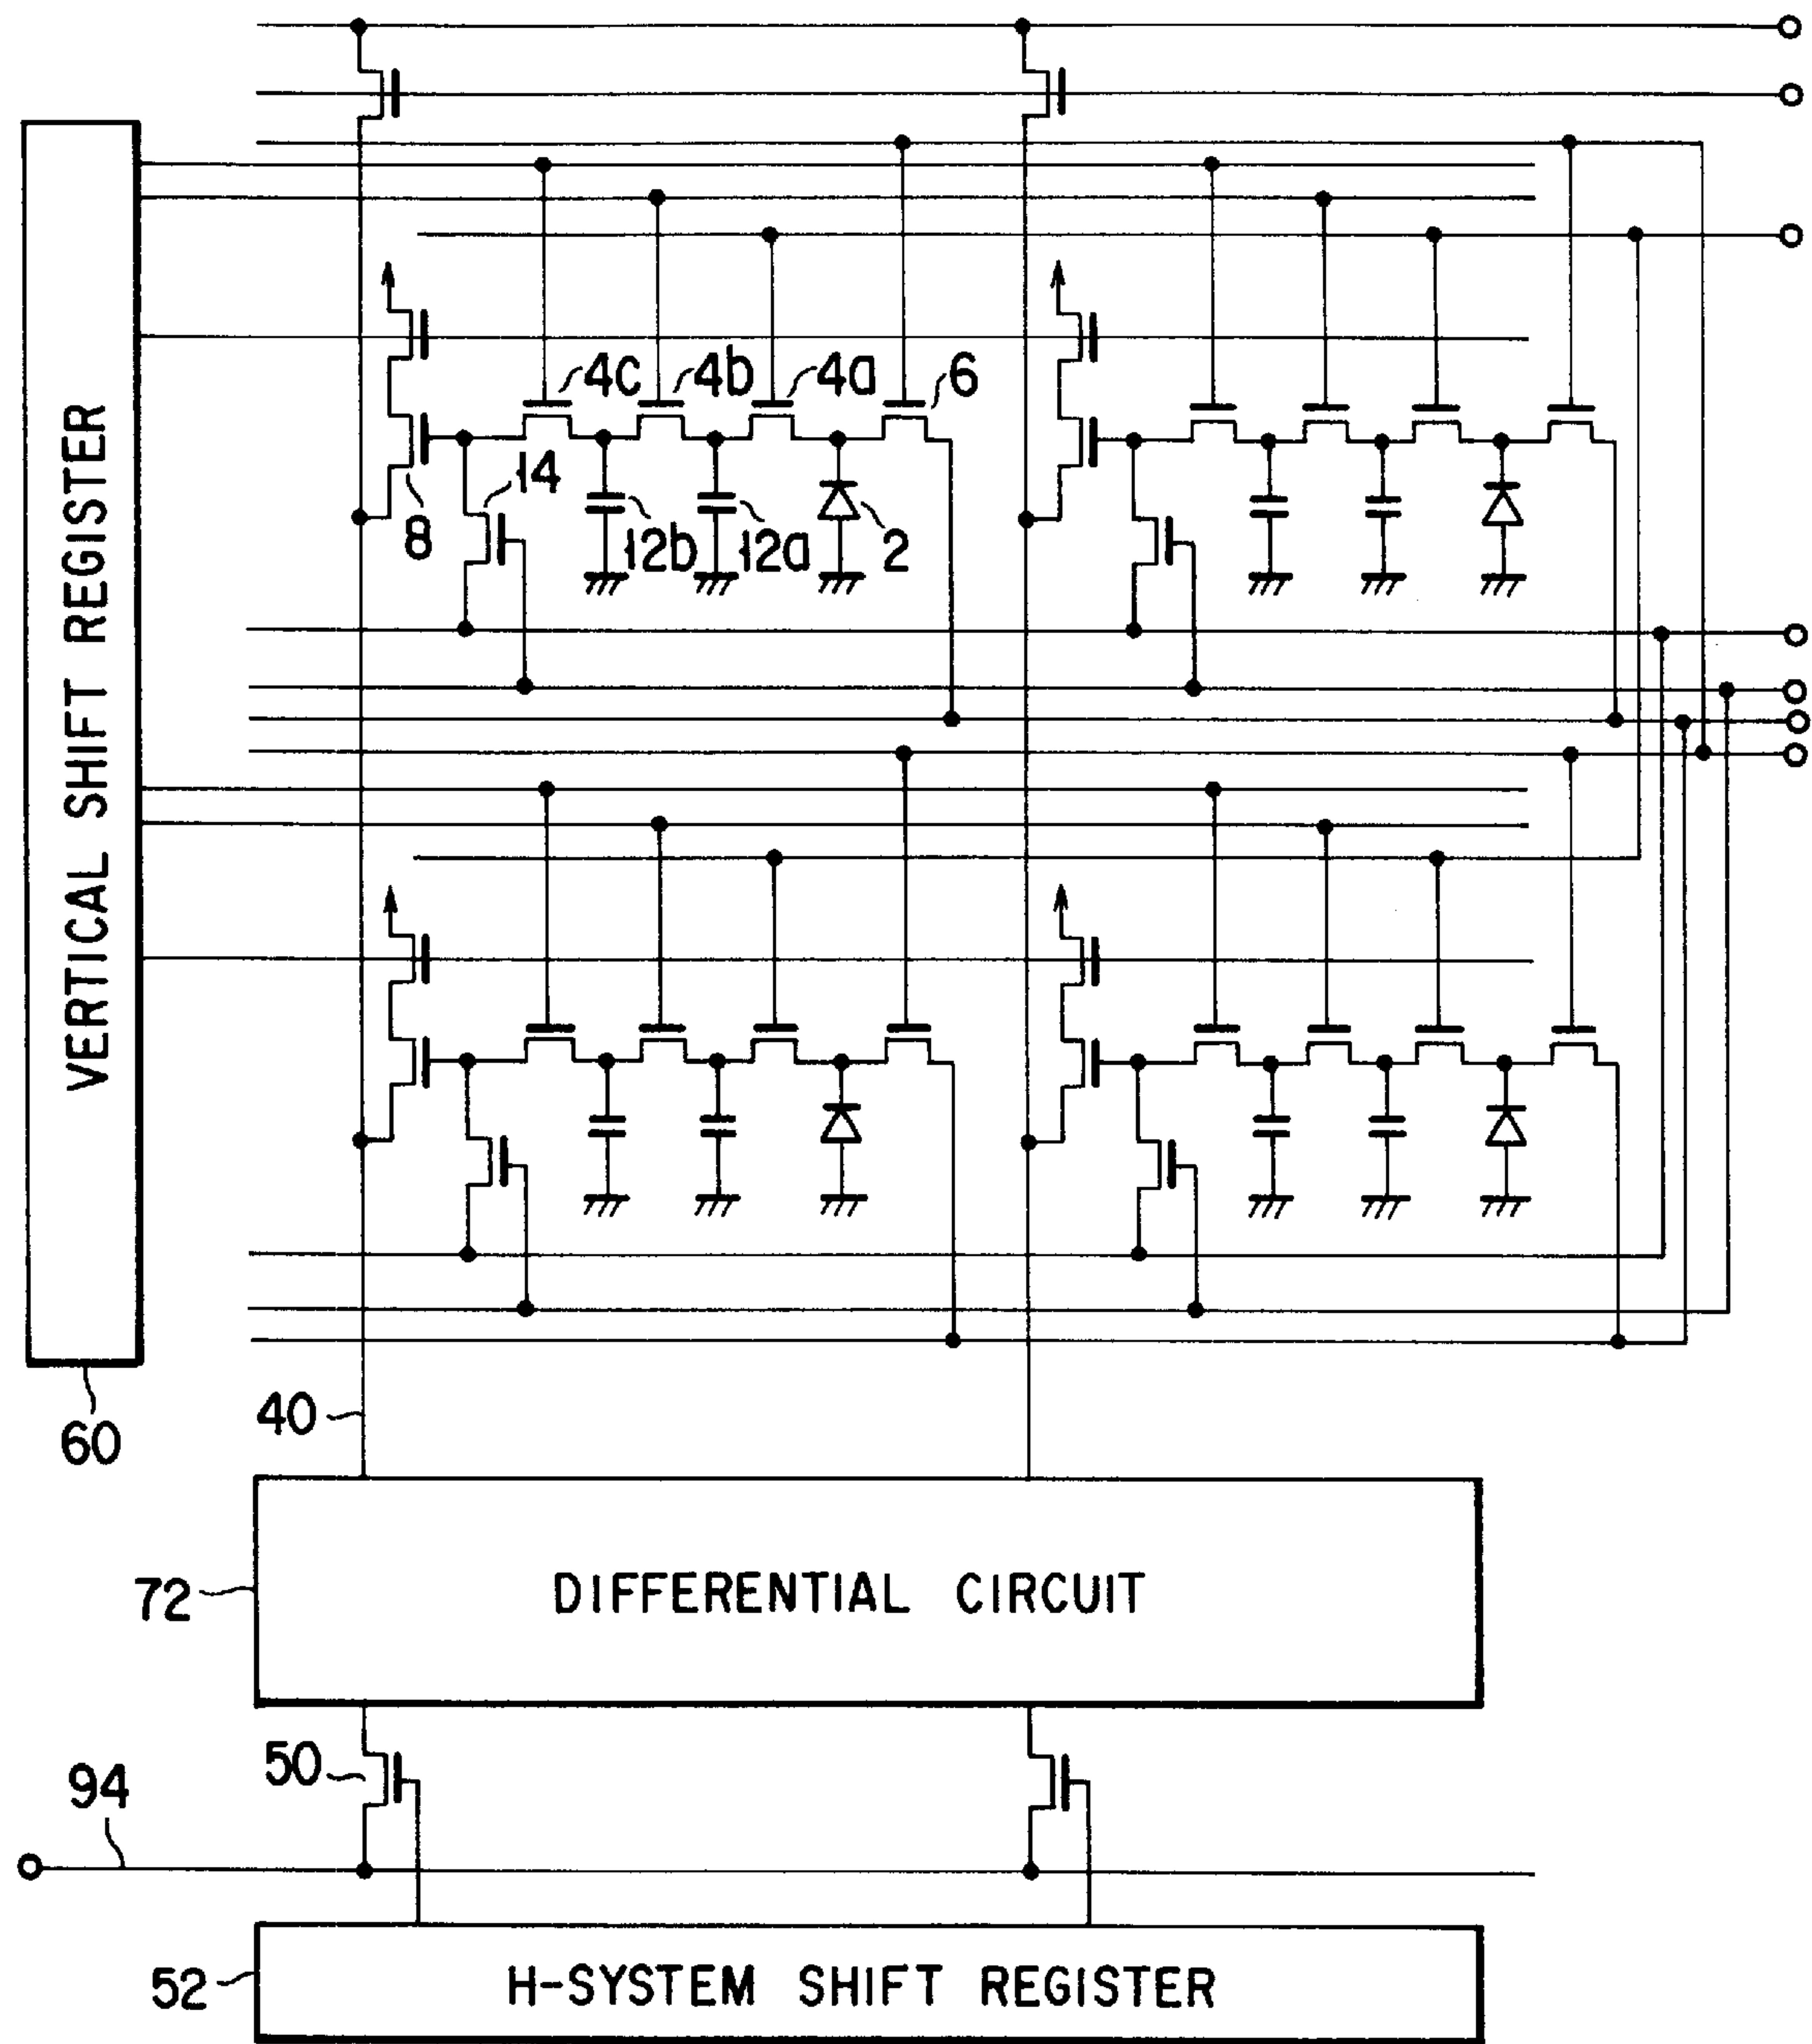 VERTICAL SHIFT REGISTER
4c
4b
4a
6
8
14
12b
12a
2
60
40
72
DIFFERENTIAL CIRCUIT
50
94
52
H-SYSTEM SHIFT REGISTER